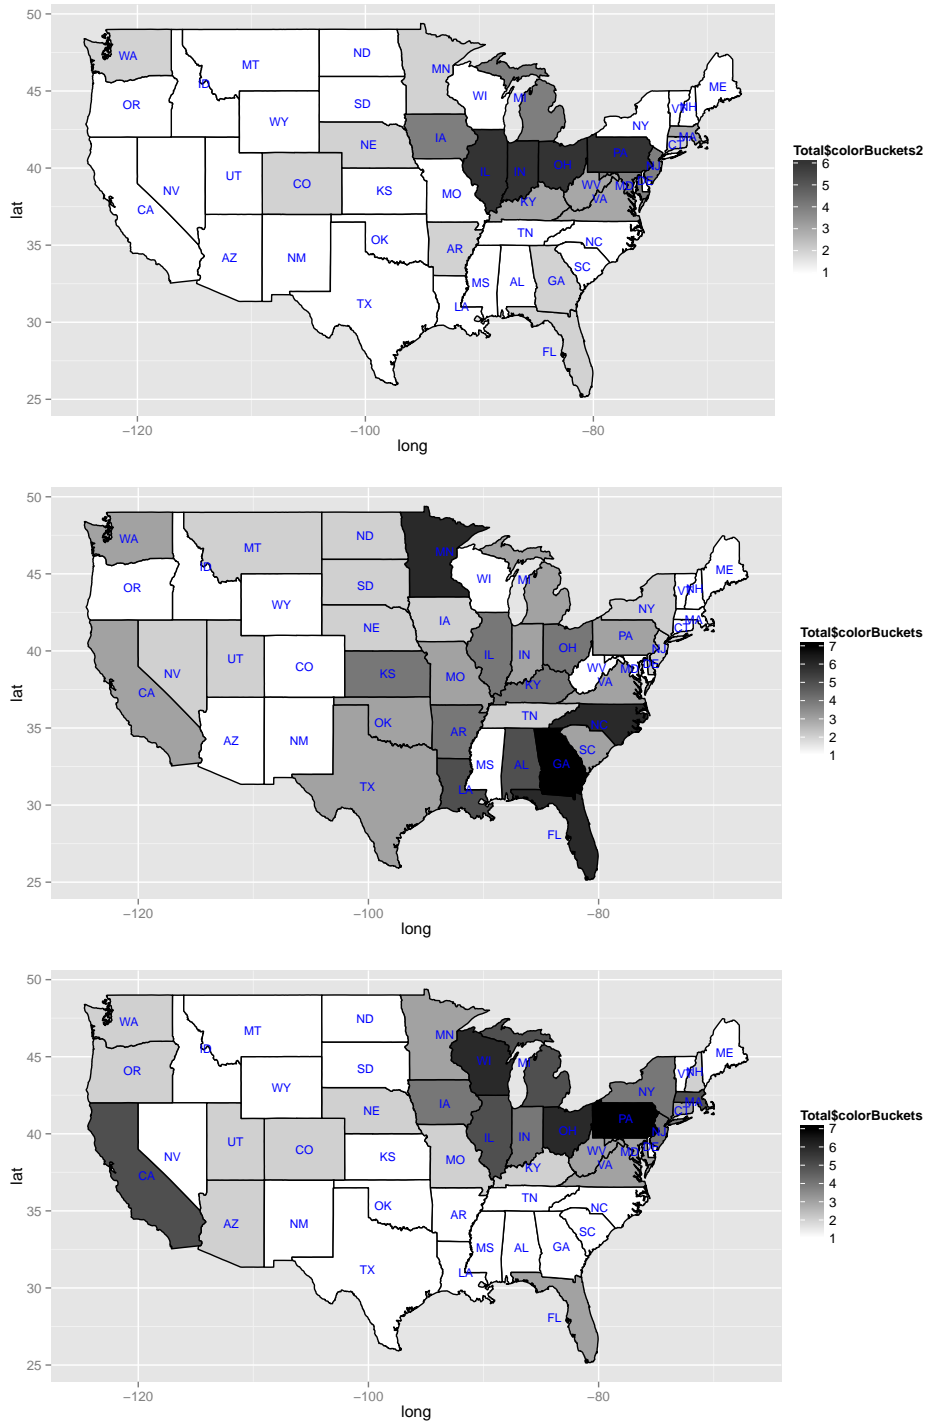 50
45
40
35
30
25
lat
WA
MT
ND
MN
ID
OR
SD
WI
MI
ME
WY
VT
NH
NY
IA
MA
NE
CT
PA
OH
NJ
IL
IN
UT
CO
WV
MD
DE
NV
KS
MO
VA
KY
CA
TN
OK
NC
AR
AZ
NM
SC
MS
AL
GA
TX
LA
FL
−120
−100
−80
long
Total$colorBuckets2
6
5
4
3
2
1
50
45
40
35
30
25
lat
WA
MT
ND
MN
ID
OR
SD
WI
MI
ME
WY
VT
NH
NY
IA
MA
NE
CT
PA
OH
NJ
IL
IN
UT
CO
WV
MD
DE
NV
KS
MO
VA
KY
CA
TN
OK
NC
AR
AZ
NM
SC
MS
AL
GA
TX
LA
FL
−120
−100
−80
long
Total$colorBuckets
7
6
5
4
3
2
1
50
45
40
35
30
25
lat
WA
MT
ND
MN
ID
OR
SD
WI
MI
ME
WY
VT
NH
NY
IA
MA
NE
CT
PA
OH
NJ
IL
IN
UT
CO
WV
MD
DE
NV
KS
MO
VA
KY
CA
TN
OK
NC
AR
AZ
NM
SC
MS
AL
GA
TX
LA
FL
−120
−100
−80
long
Total$colorBuckets
7
6
5
4
3
2
1